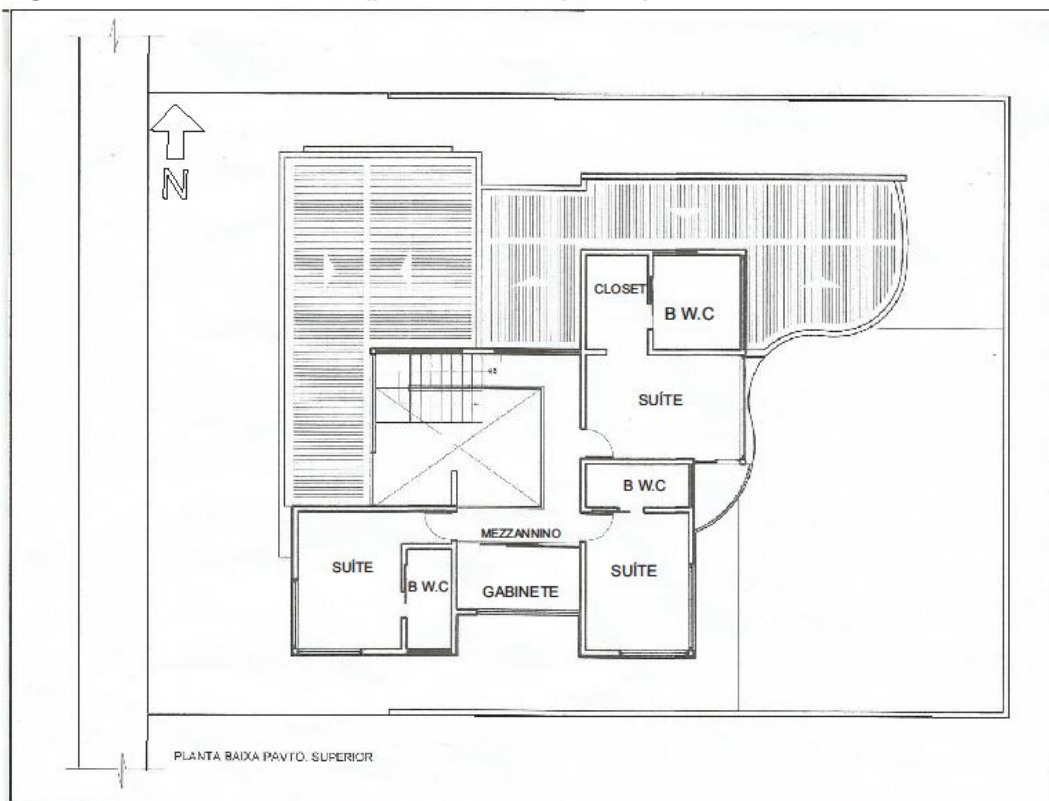 N
CLOSET
B W.C
SUÍTE
B W.C
MEZZANNINO
SUÍTE
B W.C
GABINETE
SUÍTE
PLANTA BAIXA PAVTO. SUPERIOR